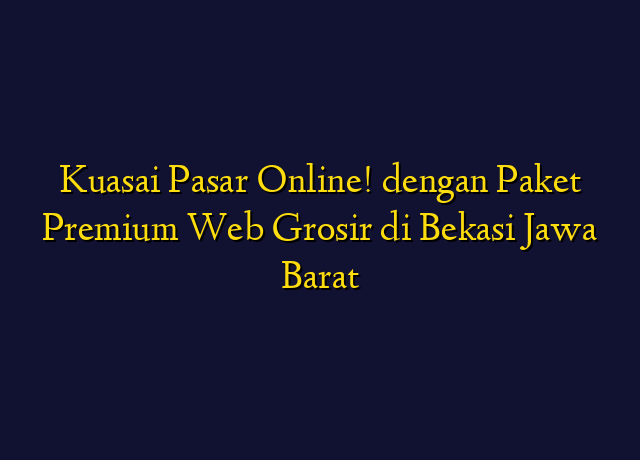 Kuasai Pasar Online! dengan Paket
Premium Web Grosir di Bekasi Jawa
Barat